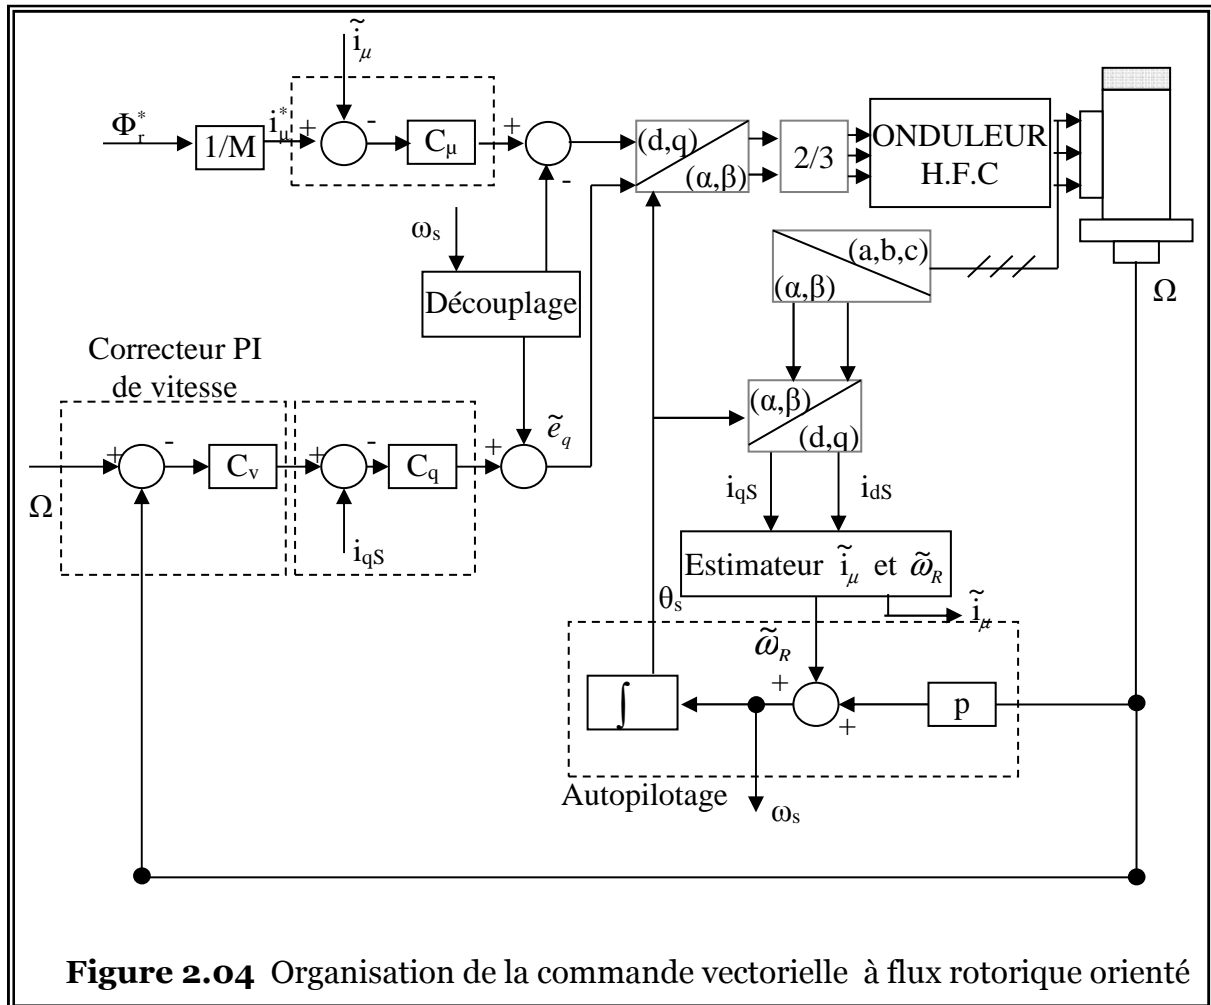 ĩμ
Φr* 1/M iμ* + - Cμ + -
(d,q)
(α,β)
2/3
ONDULEUR
H.F.C
ωs
(a,b,c)
(α,β)
Ω
Découplage
Correcteur PI
de vitesse
ẽq
(α,β)
(d,q)
+ - Cv + - Cq +
Ω
iqS
iqS idS
Estimateur ĩμ et ω̃R
θs
ĩμ
ω̃R
∫ + + p
Autopilotage
ωs
Figure 2.04 Organisation de la commande vectorielle à flux rotorique orienté